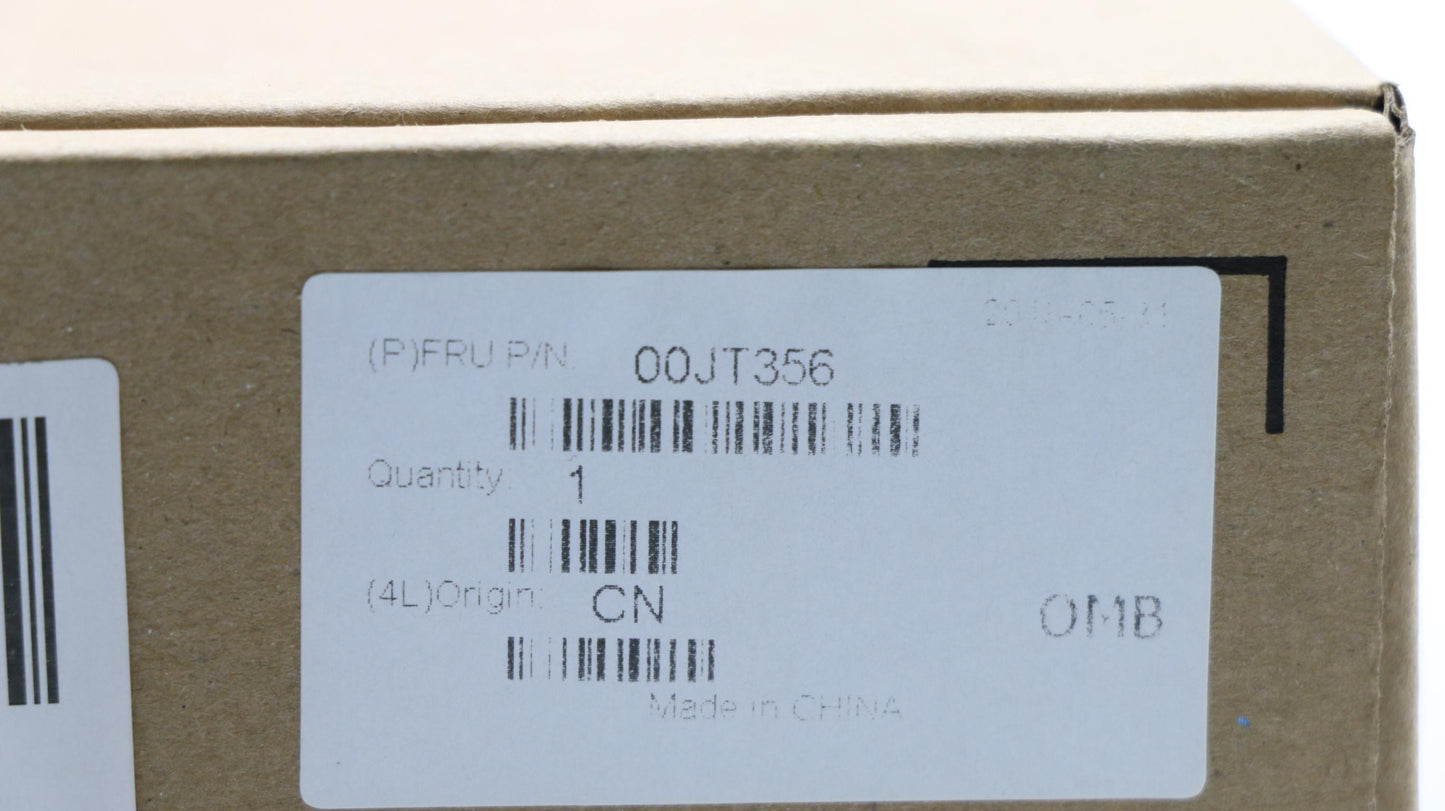 (P)FRU P/N: 00JT356
Quantity: 1
(4L)Origin: CN
OMB
Made in CHINA